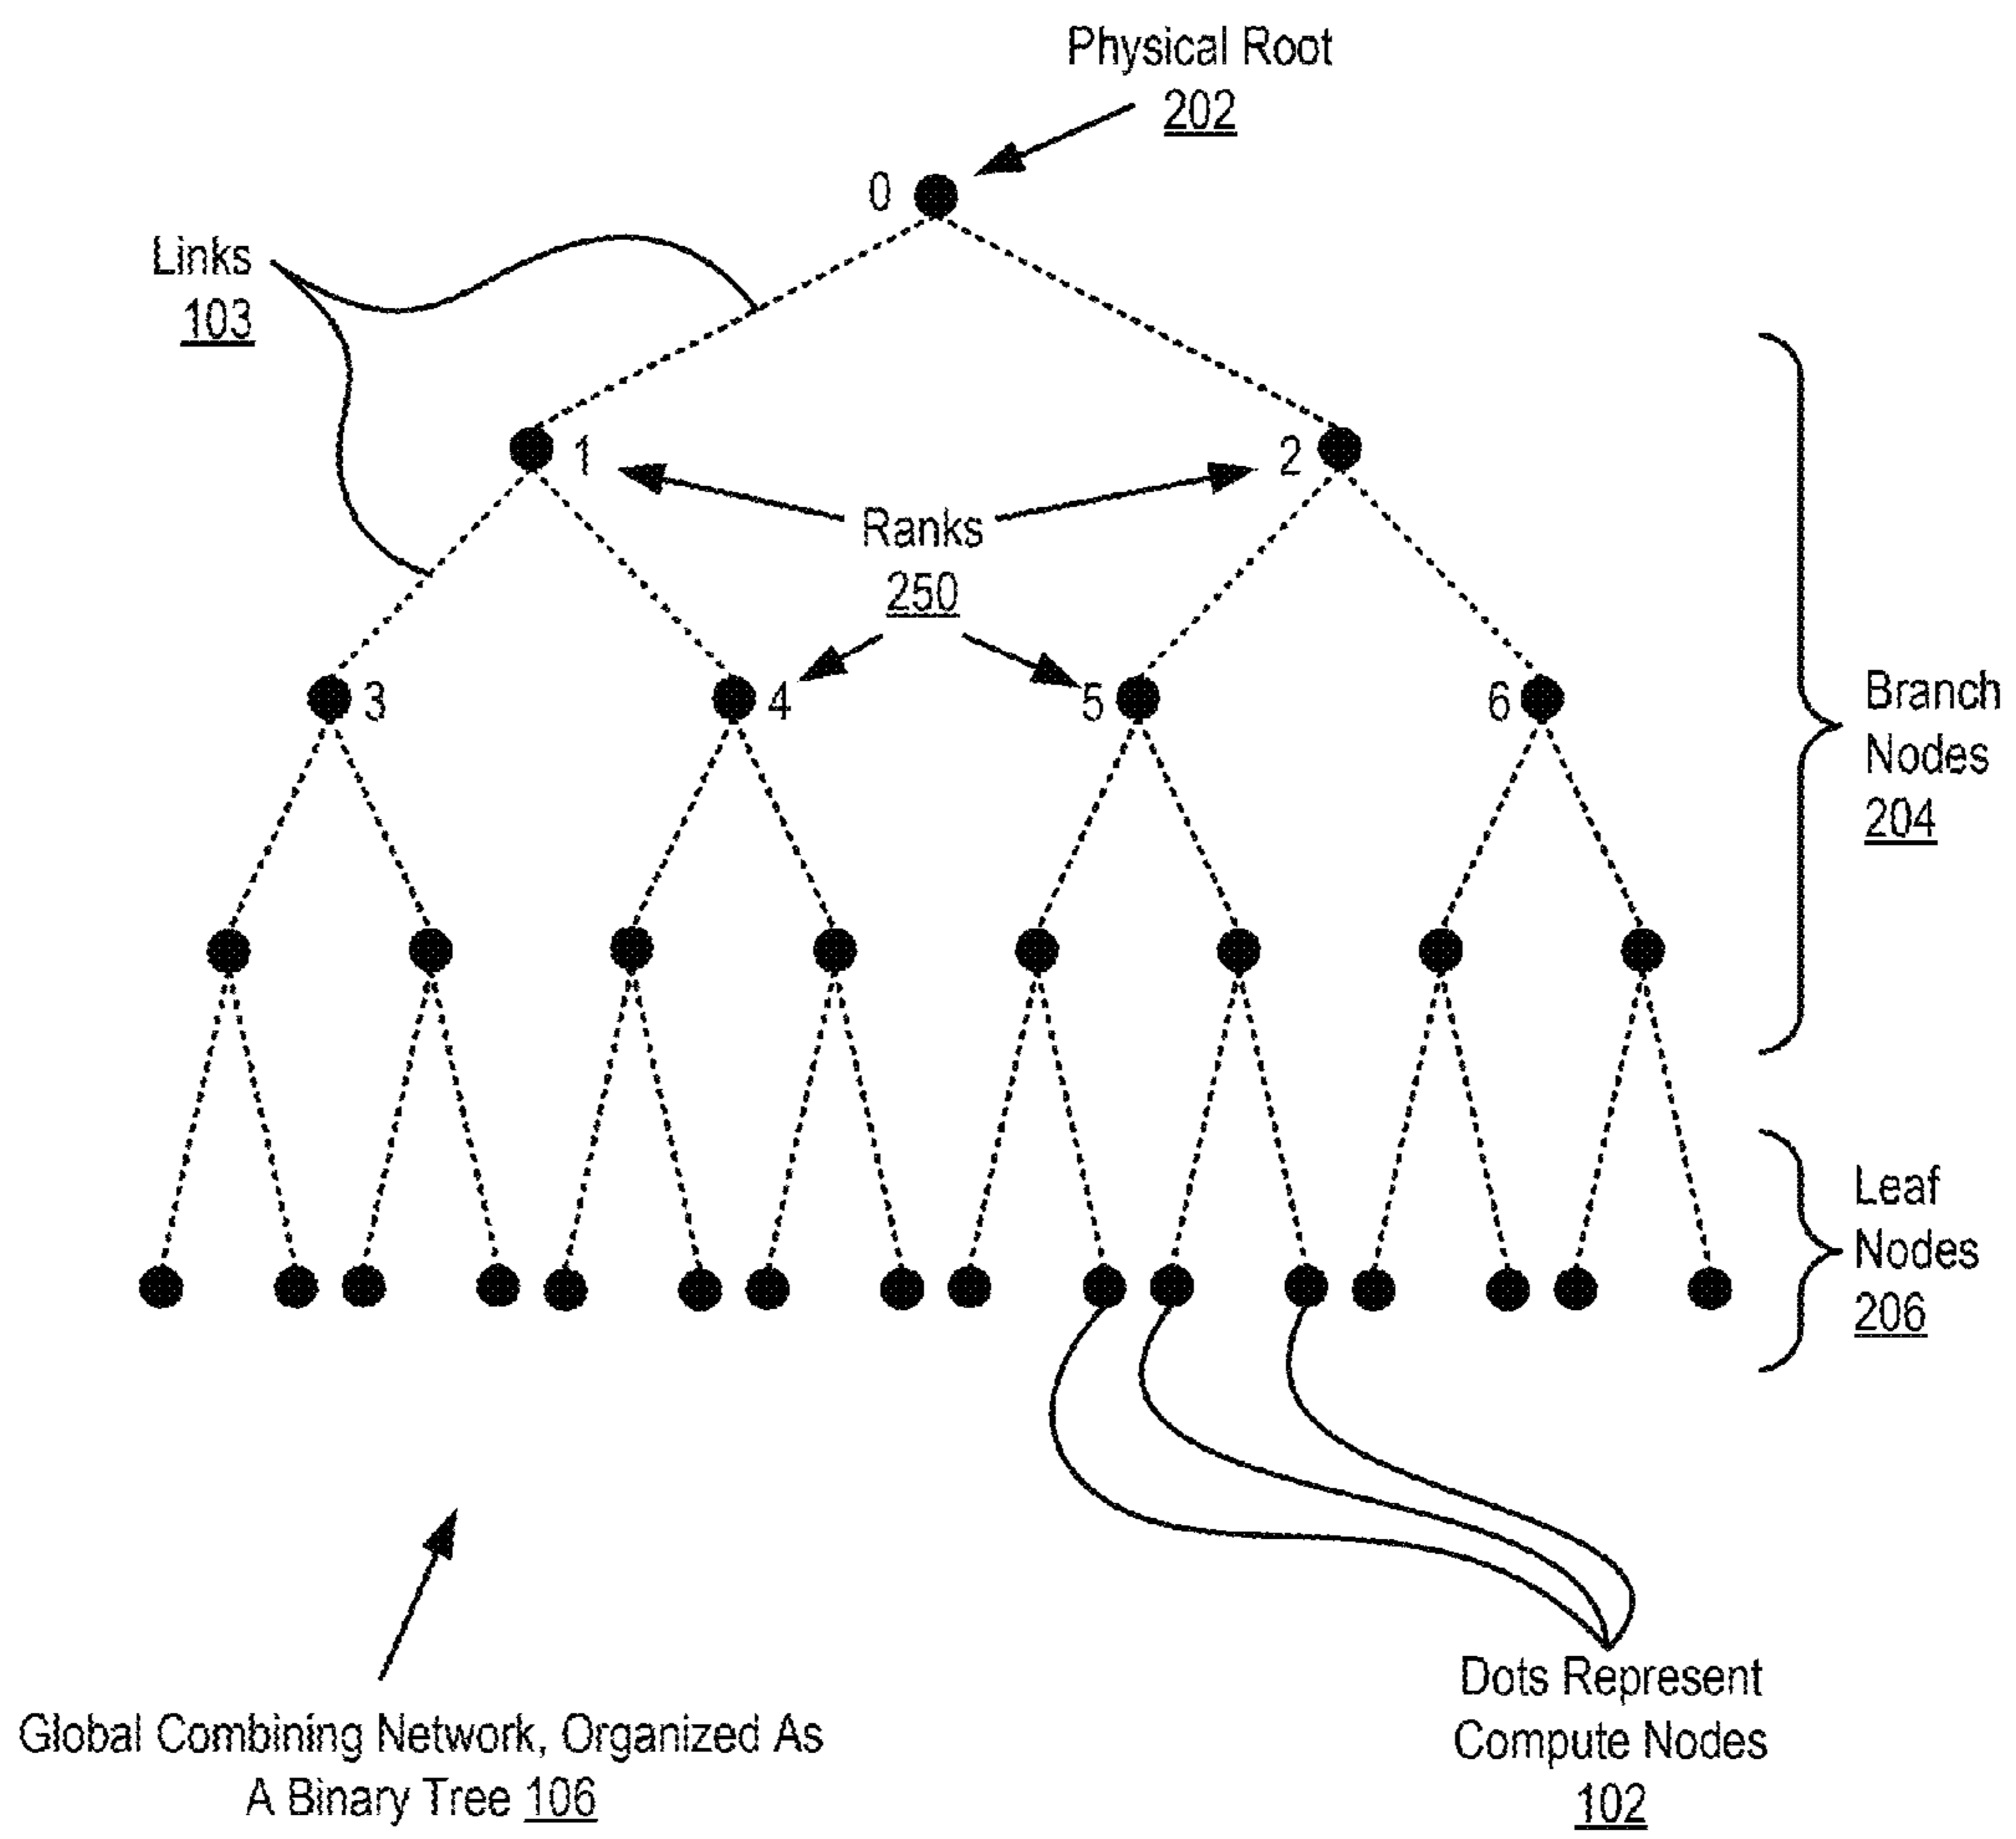 Physical Root
202
0
Links
103
1
2
Ranks
250
3
4
5
6
Branch
Nodes
204
Leaf
Nodes
206
Dots Represent
Compute Nodes
102
Global Combining Network, Organized As
A Binary Tree 106